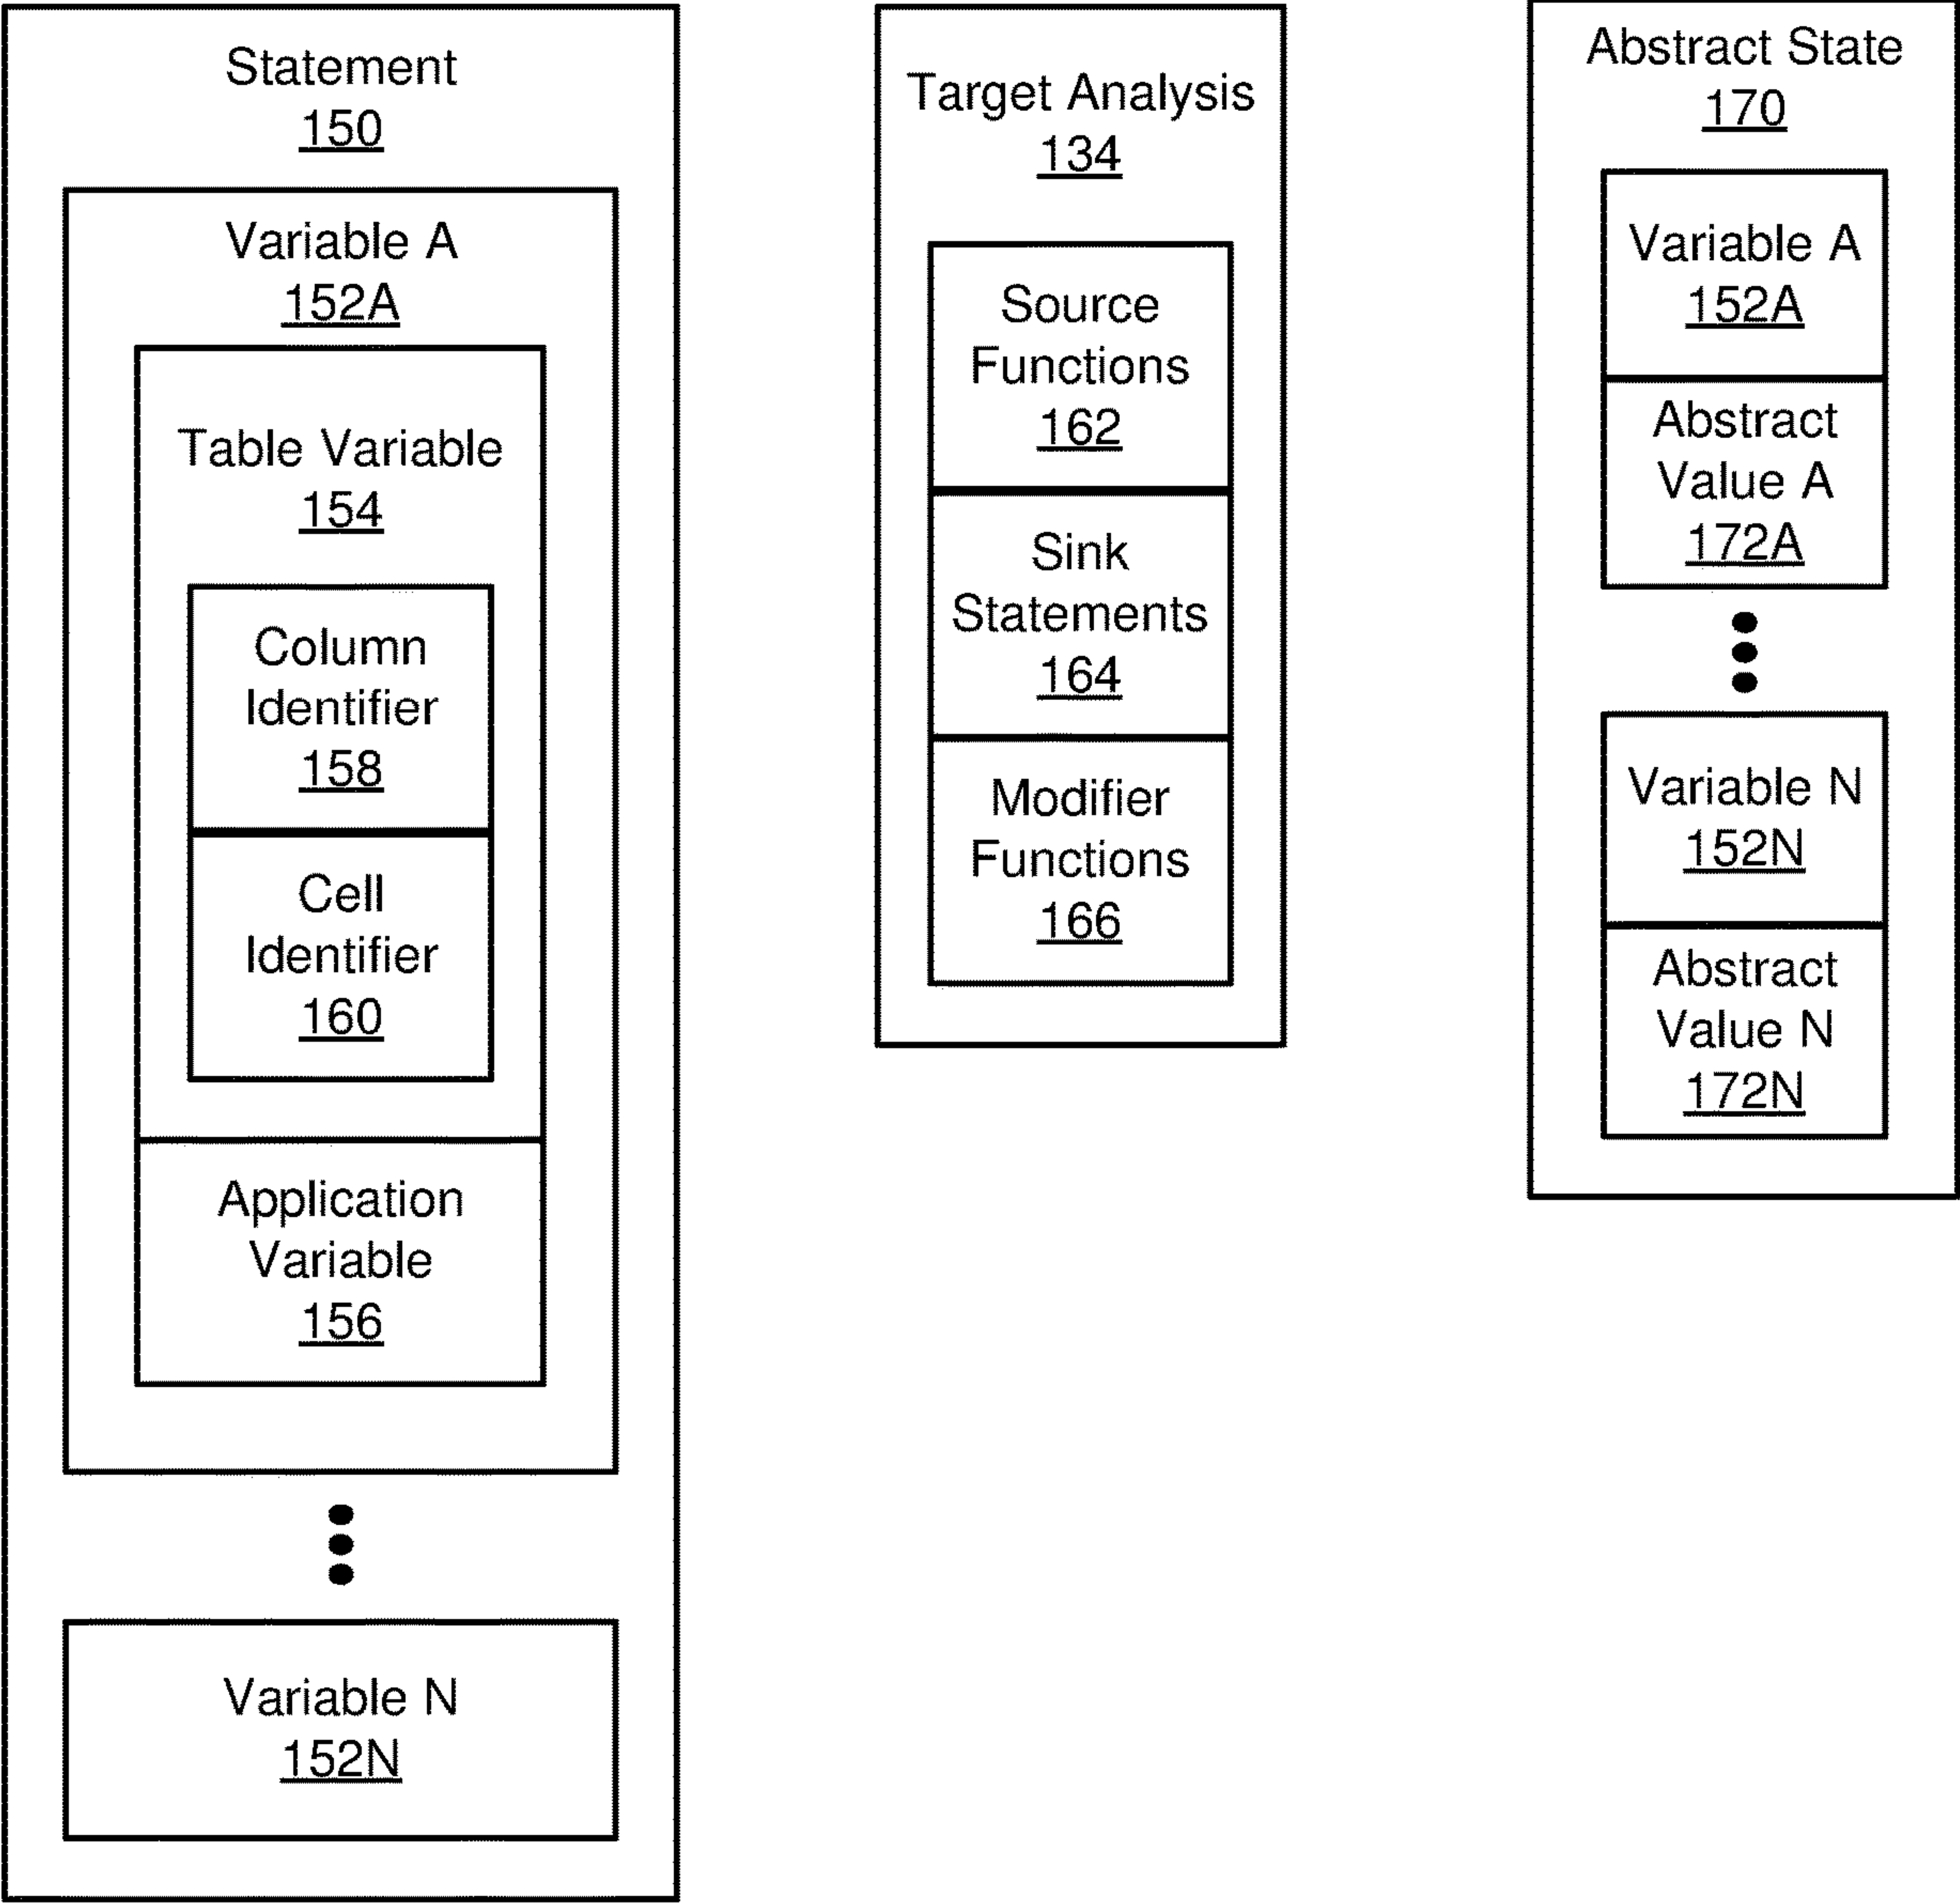 Statement
150
Variable A
152A
Table Variable
154
Column
Identifier
158
Cell
Identifier
160
Application
Variable
156
Variable N
152N
Target Analysis
134
Source
Functions
162
Sink
Statements
164
Modifier
Functions
166
Abstract State
170
Variable A
152A
Abstract
Value A
172A
Variable N
152N
Abstract
Value N
172N